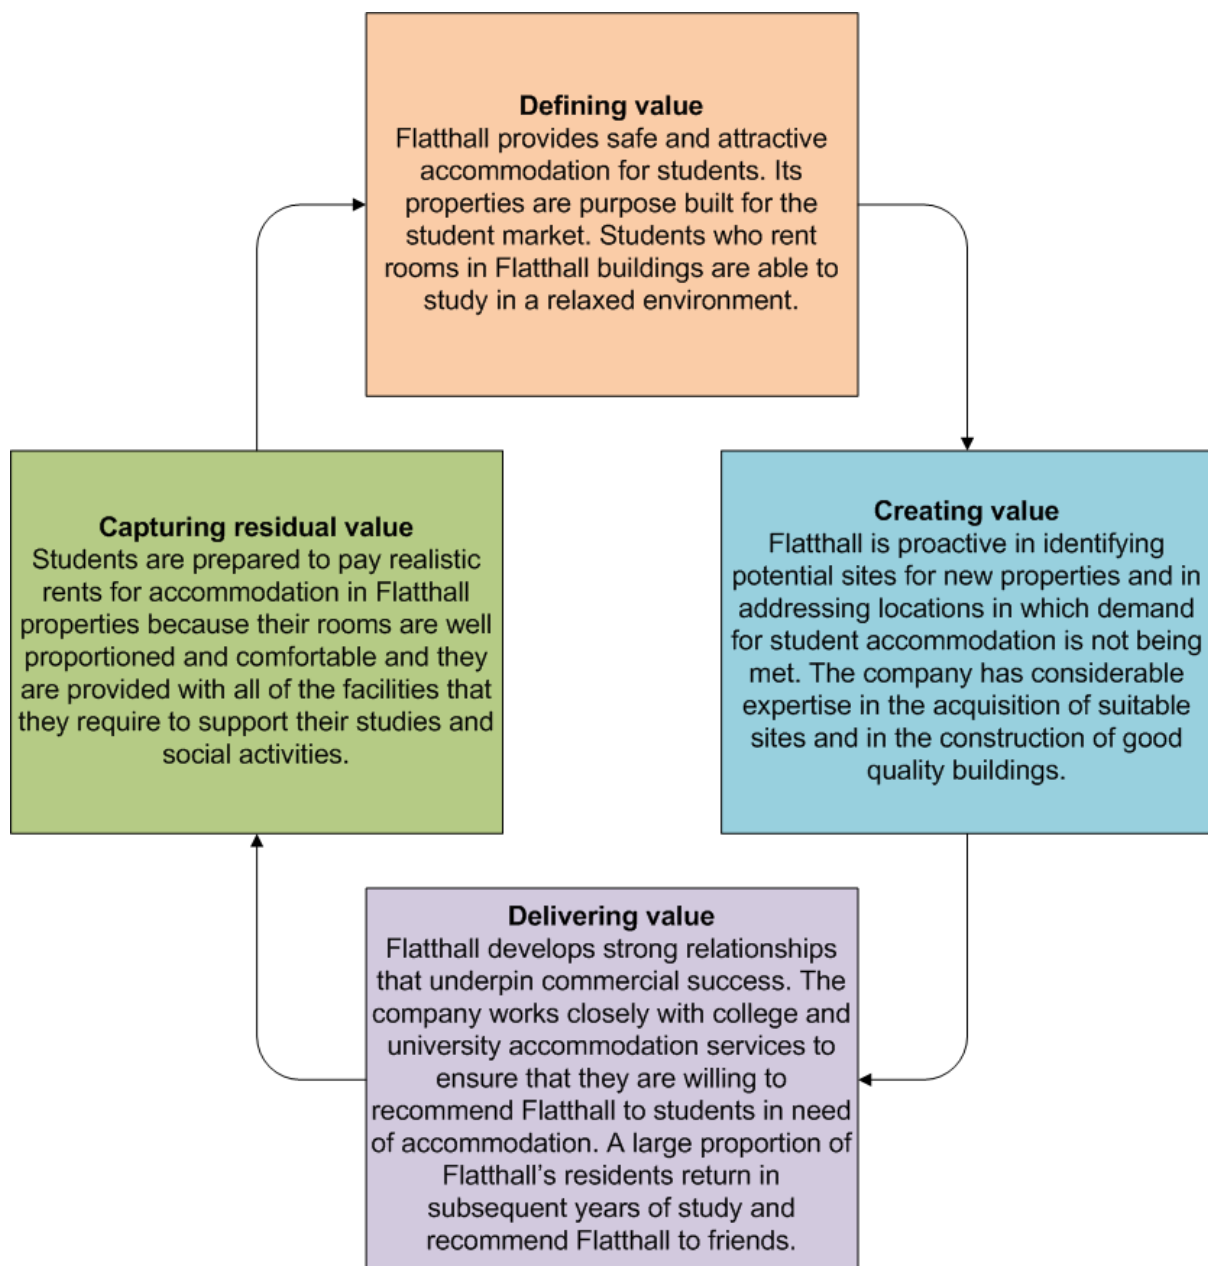 Defining value
Flatthall provides safe and attractive
accommodation for students. Its
properties are purpose built for the
student market. Students who rent
rooms in Flatthall buildings are able to
study in a relaxed environment.
Creating value
Flatthall is proactive in identifying
potential sites for new properties and in
addressing locations in which demand
for student accommodation is not being
met. The company has considerable
expertise in the acquisition of suitable
sites and in the construction of good
quality buildings.
Delivering value
Flatthall develops strong relationships
that underpin commercial success. The
company works closely with college and
university accommodation services to
ensure that they are willing to
recommend Flatthall to students in need
of accommodation. A large proportion of
Flatthall’s residents return in
subsequent years of study and
recommend Flatthall to friends.
Capturing residual value
Students are prepared to pay realistic
rents for accommodation in Flatthall
properties because their rooms are well
proportioned and comfortable and they
are provided with all of the facilities that
they require to support their studies and
social activities.